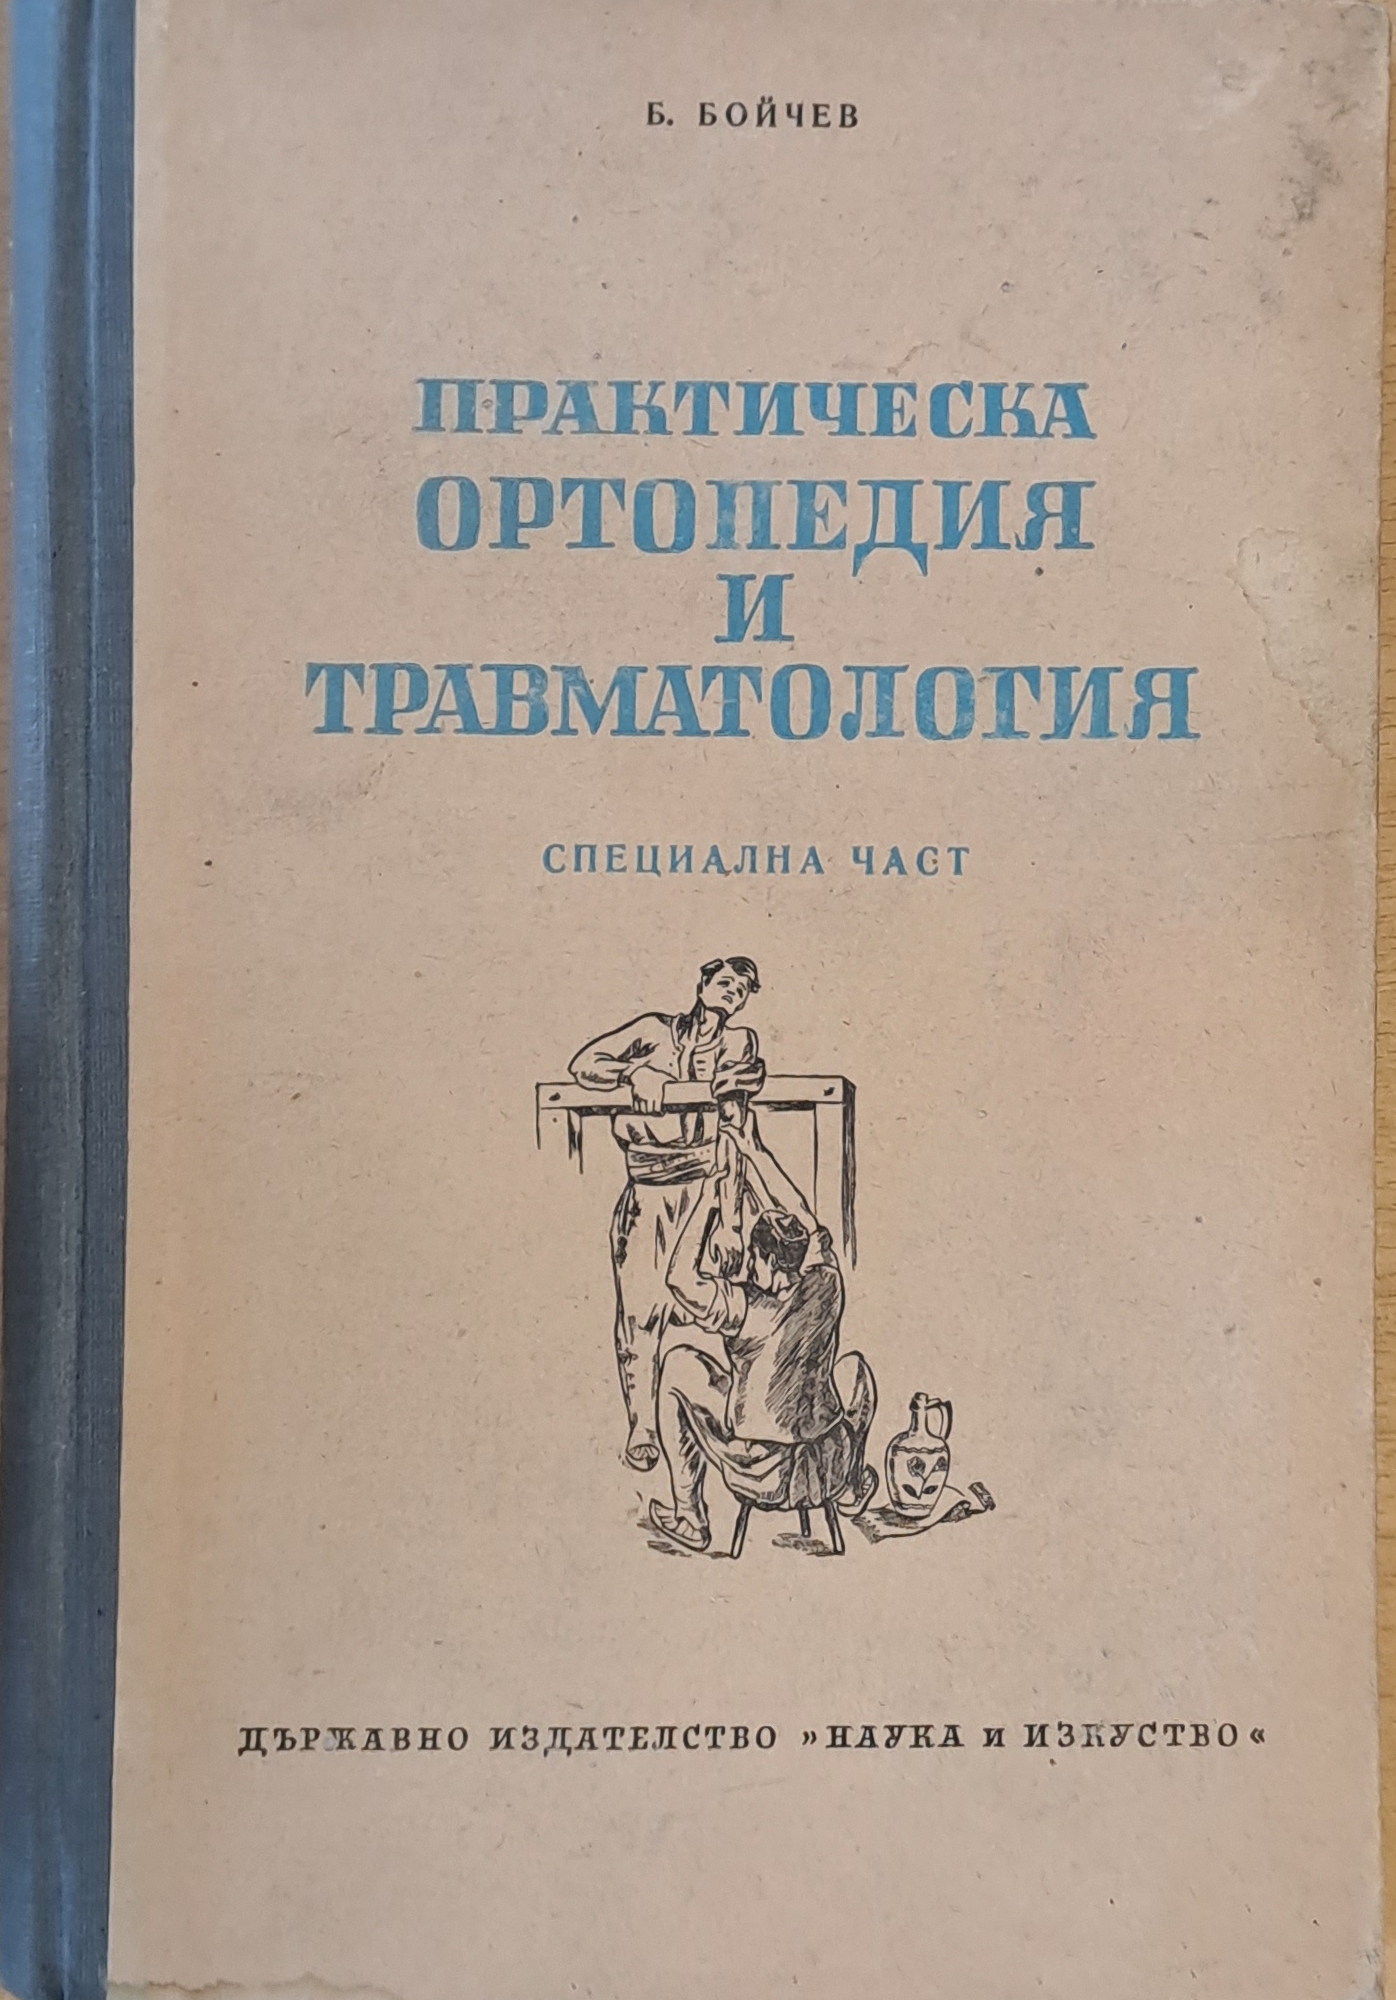 Б. БОЙЧЕВ
ПРАКТИЧЕСКА
ОРТОПЕДИЯ
И
ТРАВМАТОЛОГИЯ
СПЕЦИАЛНА ЧАСТ
ДЪРЖАВНО ИЗДАТЕЛСТВО »НАУКА и ИЗКУСТВО«